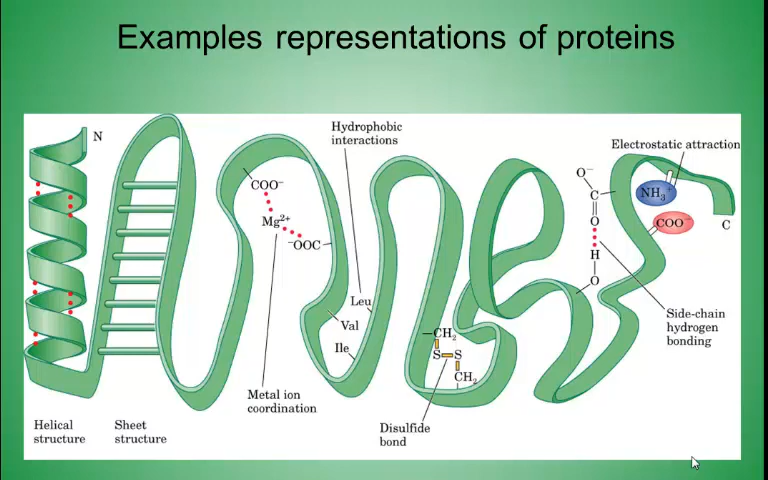 Examples representations of proteins
Hydrophobic
interactions
Electrostatic attraction
N
COO⁻
Mg²⁺
⁻OOC
O⁻
C
O
H
O
NH₃⁺
COO⁻
C
Leu
Val
Ile
CH₂
S S
CH₂
Side-chain
hydrogen
bonding
Metal ion
coordination
Helical
structure
Sheet
structure
Disulfide
bond